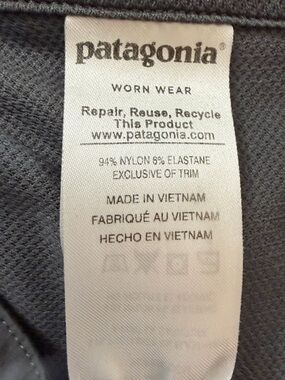 patagonia®
WORN WEAR
Repair, Reuse, Recycle
This Product
www.patagonia.com
94% NYLON 6% ELASTANE
EXCLUSIVE OF TRIM
MADE IN VIETNAM
FABRIQUÉ AU VIETNAM
HECHO EN VIETNAM